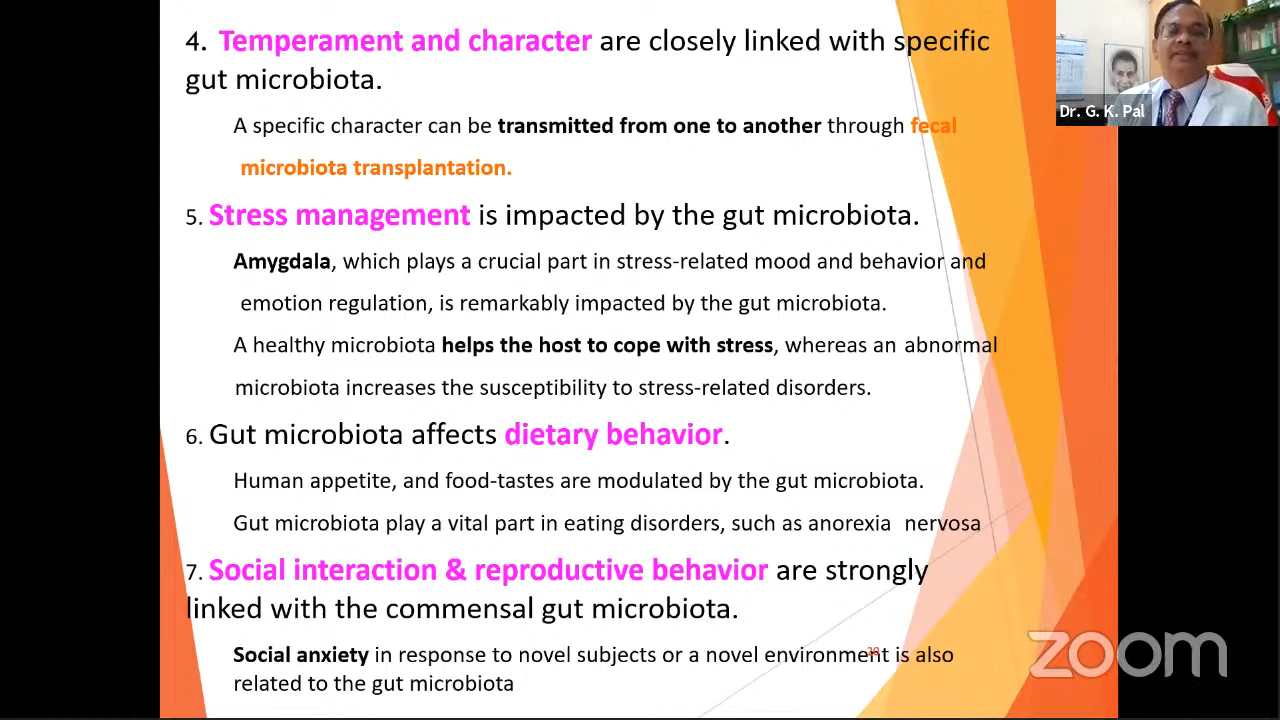 4. Temperament and character are closely linked with specific
gut microbiota.
A specific character can be transmitted from one to another through fecal
microbiota transplantation.
5. Stress management is impacted by the gut microbiota.
Amygdala, which plays a crucial part in stress-related mood and behavior and
emotion regulation, is remarkably impacted by the gut microbiota.
A healthy microbiota helps the host to cope with stress, whereas an abnormal
microbiota increases the susceptibility to stress-related disorders.
6. Gut microbiota affects dietary behavior.
Human appetite, and food-tastes are modulated by the gut microbiota.
Gut microbiota play a vital part in eating disorders, such as anorexia nervosa
7. Social interaction & reproductive behavior are strongly
linked with the commensal gut microbiota.
Social anxiety in response to novel subjects or a novel environment is also
related to the gut microbiota
Dr. G. K. Pal
zoom